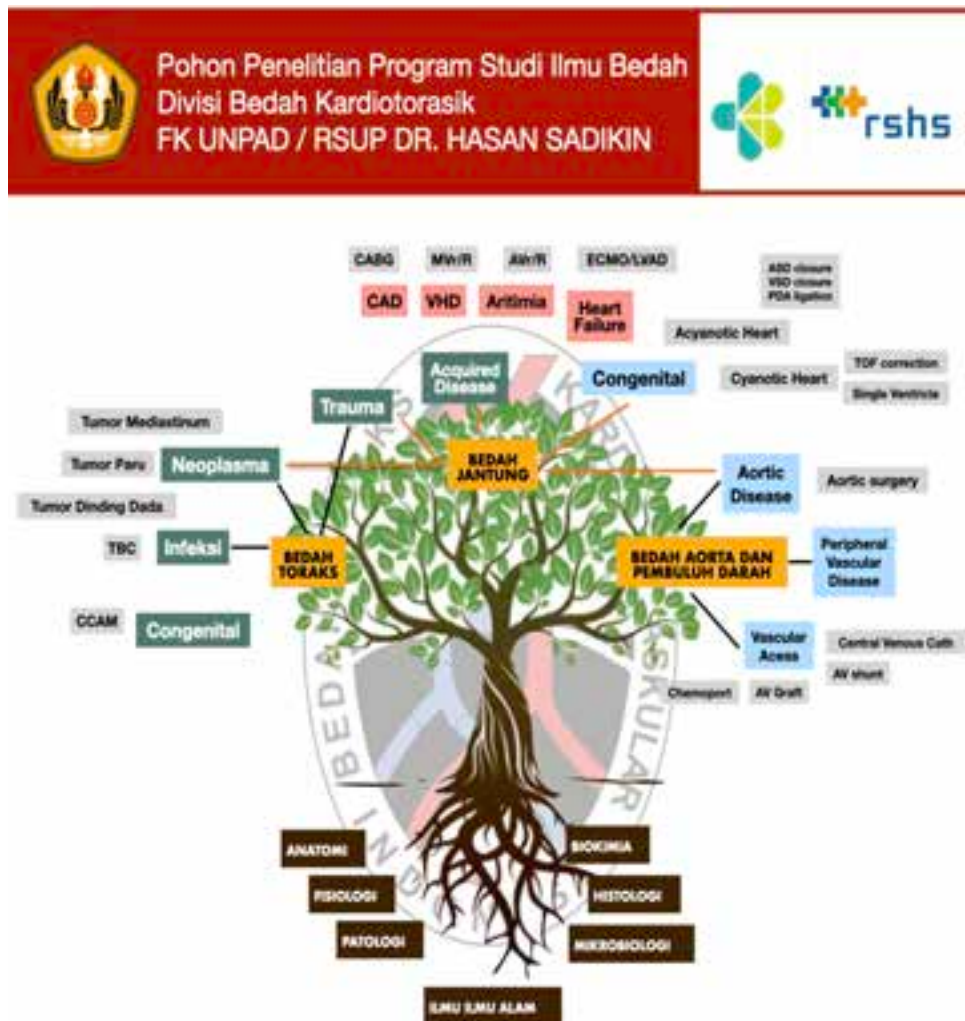 Pohon Penelitian Program Studi Ilmu Bedah
Divisi Bedah Kardiotorasik
FK UNPAD / RSUP DR. HASAN SADIKIN
rshs
CABG
MVr/R
AVr/R
ECMO/LVAD
ASD closure
VSD closure
PDA ligation
CAD
VHD
Aritimia
Heart
Failure
Acyanotic Heart
Acquired
Disease
Congenital
Cyanotic Heart
TOF correction
Single Ventricle
Trauma
Tumor Mediastinum
Tumor Paru
Neoplasma
BEDAH
JANTUNG
Aortic
Disease
Aortic surgery
Tumor Dinding Dada
TBC
Infeksi
BEDAH
TORAKS
BEDAH AORTA DAN
PEMBULUH DARAH
Peripheral
Vascular
Disease
CCAM
Congenital
Vascular
Acess
Central Venous Cath
AV shunt
Chemoport
AV Graft
BEDA
SKULAR
ANATOMI
BIOKIMIA
FISIOLOGI
HISTOLOGI
PATOLOGI
MIKROBIOLOGI
ILMU ILMU ALAM